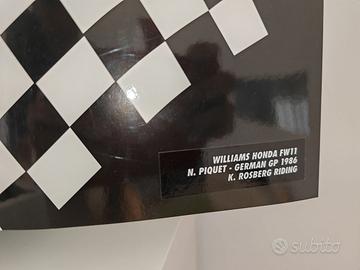 WILLIAMS HONDA FW11
N. PIQUET - GERMAN GP 1986
K. ROSBERG RIDING
subito